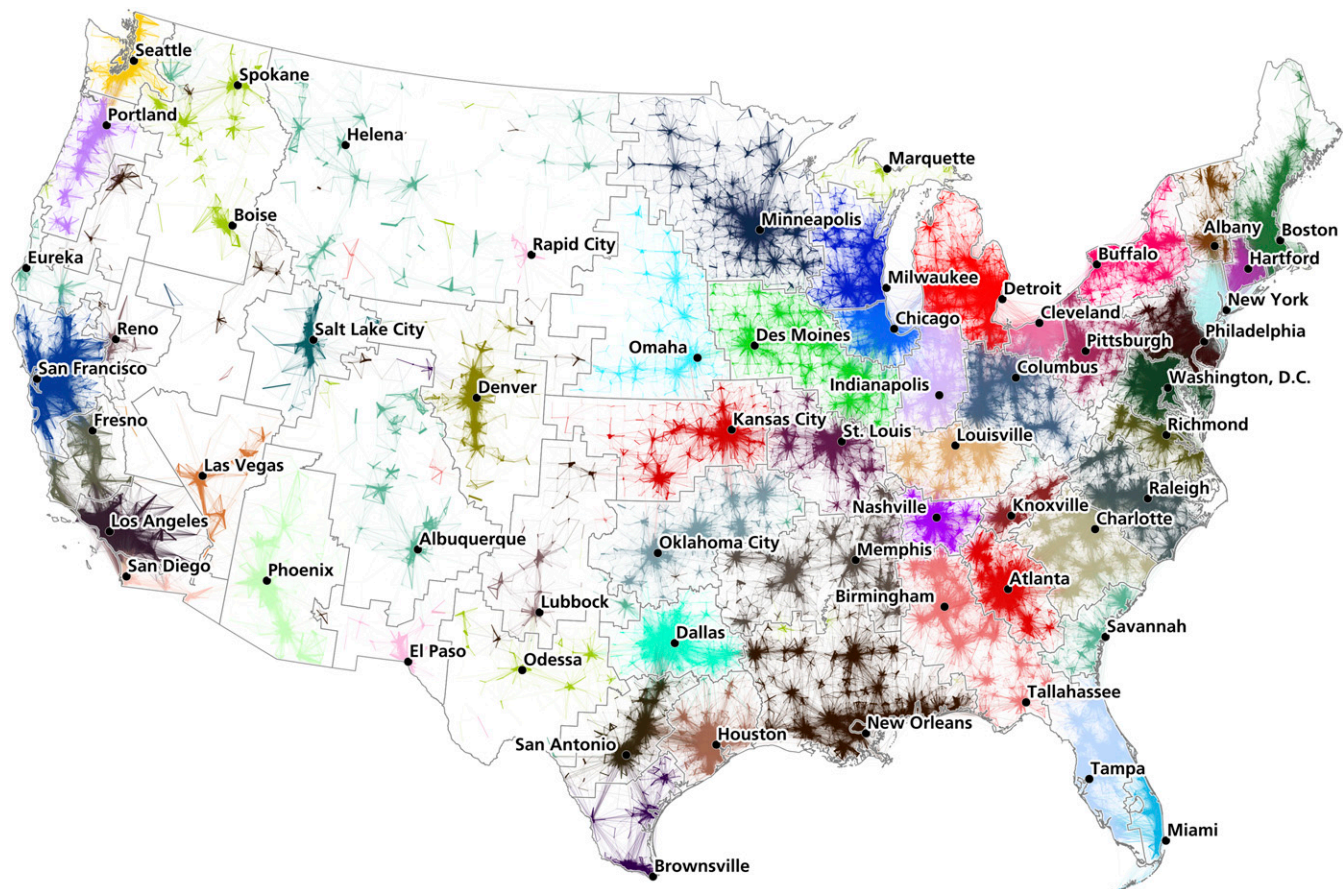 Seattle
Spokane
Portland
Helena
Marquette
Boise
Minneapolis
Rapid City
Eureka
Albany
Boston
Buffalo
Hartford
Milwaukee
Detroit
New York
Reno
Salt Lake City
Chicago
Cleveland
Philadelphia
Des Moines
Pittsburgh
Omaha
San Francisco
Denver
Indianapolis
Columbus
Washington, D.C.
Fresno
Kansas City
St. Louis
Louisville
Richmond
Las Vegas
Raleigh
Nashville
Knoxville
Los Angeles
Charlotte
Albuquerque
Oklahoma City
Memphis
San Diego
Phoenix
Atlanta
Birmingham
Lubbock
Savannah
Dallas
El Paso
Odessa
Tallahassee
New Orleans
San Antonio
Houston
Tampa
Miami
Brownsville